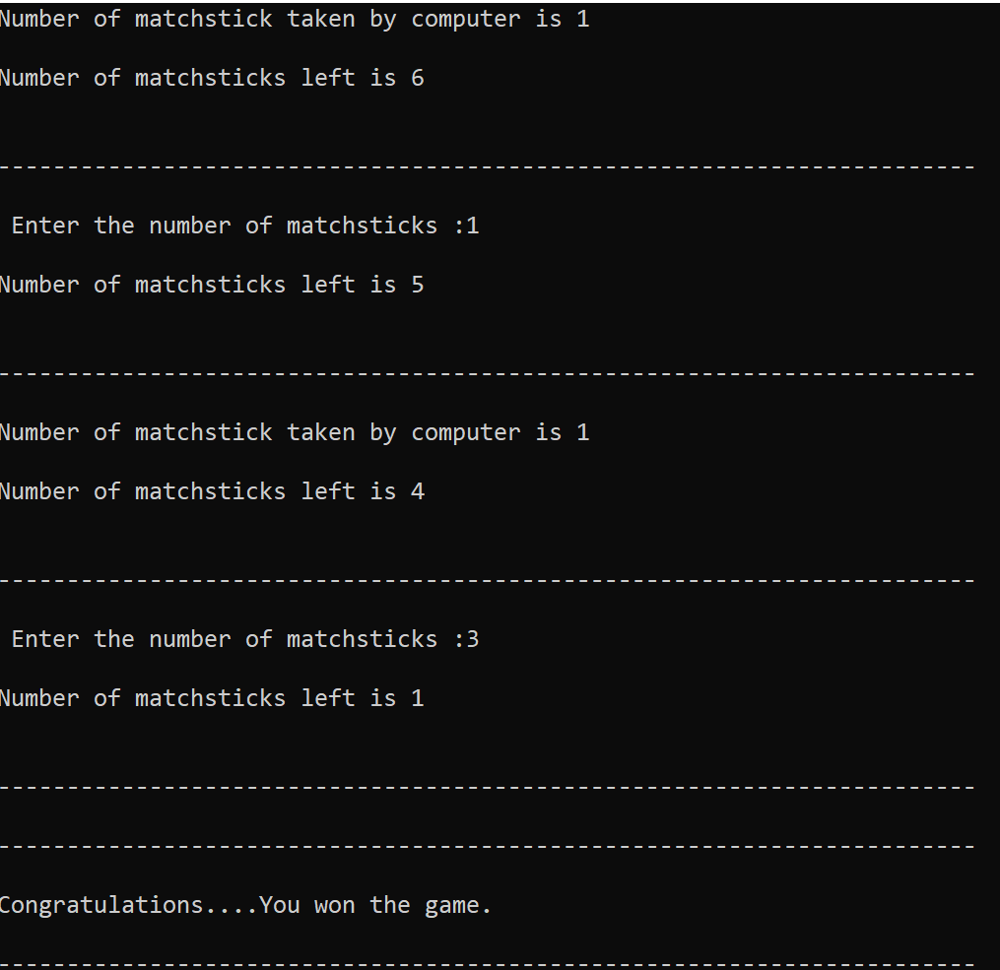 Number of matchstick taken by computer is 1
Number of matchsticks left is 6
-----------------------------------------------------------------------
Enter the number of matchsticks :1
Number of matchsticks left is 5
-----------------------------------------------------------------------
Number of matchstick taken by computer is 1
Number of matchsticks left is 4
-----------------------------------------------------------------------
Enter the number of matchsticks :3
Number of matchsticks left is 1
-----------------------------------------------------------------------
-----------------------------------------------------------------------
Congratulations....You won the game.
-----------------------------------------------------------------------